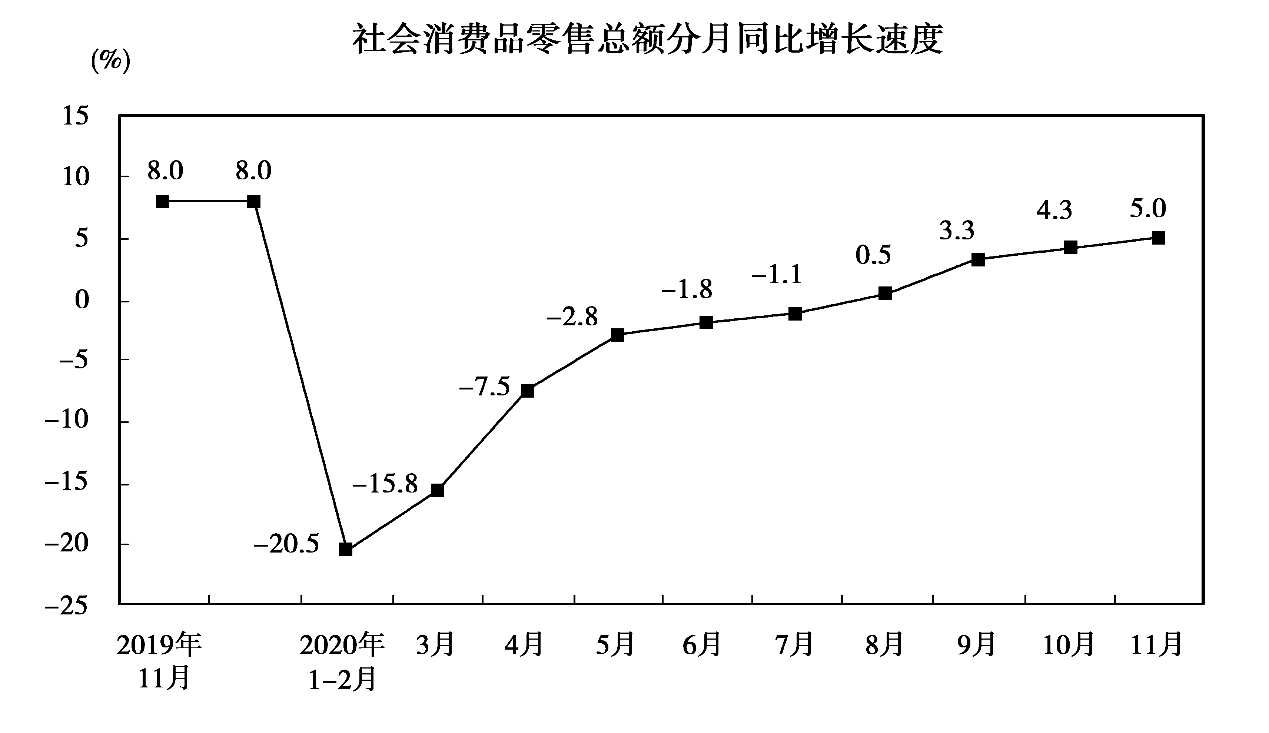 社会消费品零售总额分月同比增长速度
(%)
15
10
5
0
–5
–10
–15
–20
–25
8.0
8.0
–20.5
–15.8
–7.5
–2.8
–1.8
–1.1
0.5
3.3
4.3
5.0
2019年
11月
2020年
1–2月
3月
4月
5月
6月
7月
8月
9月
10月
11月